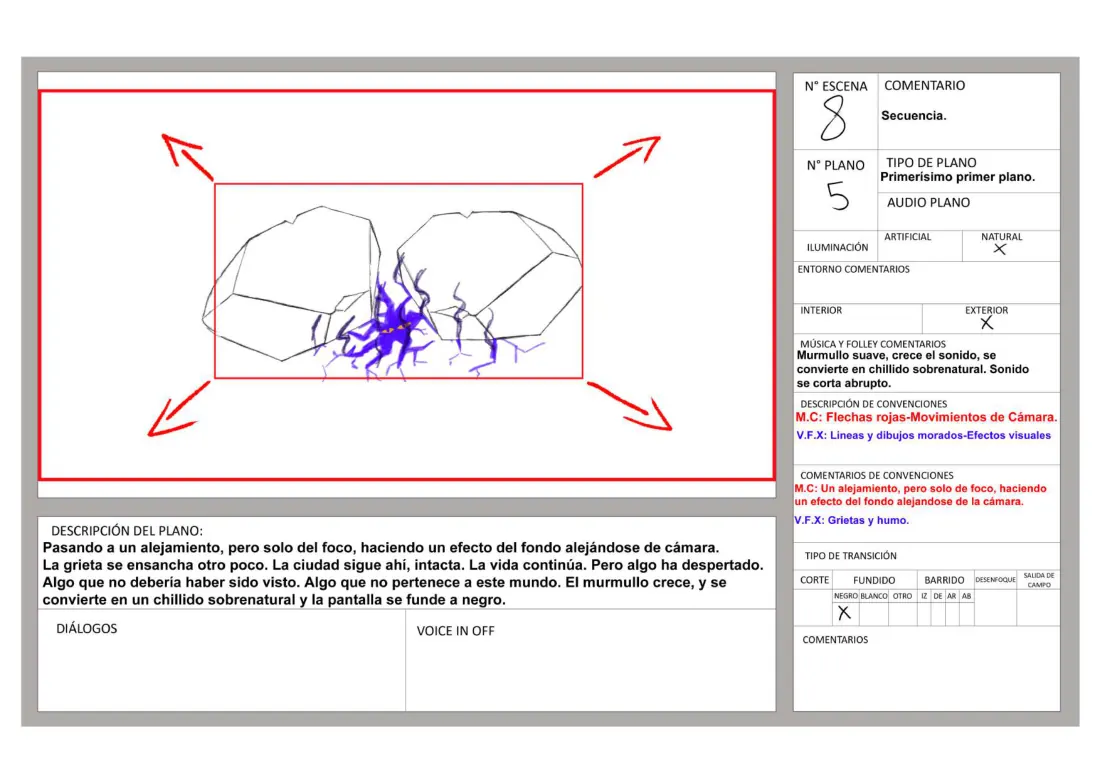 N° ESCENA
8
COMENTARIO
Secuencia.
N° PLANO
5
TIPO DE PLANO
Primerísimo primer plano.
AUDIO PLANO
ILUMINACIÓN
ARTIFICIAL
NATURAL
X
ENTORNO COMENTARIOS
INTERIOR
EXTERIOR
X
MÚSICA Y FOLLEY COMENTARIOS
Murmullo suave, crece el sonido, se
convierte en chillido sobrenatural. Sonido
se corta abrupto.
DESCRIPCIÓN DE CONVENCIONES
M.C: Flechas rojas-Movimientos de Cámara.
V.F.X: Lineas y dibujos morados-Efectos visuales
COMENTARIOS DE CONVENCIONES
M.C: Un alejamiento, pero solo de foco, haciendo
un efecto del fondo alejandose de la cámara.
V.F.X: Grietas y humo.
TIPO DE TRANSICIÓN
CORTE
FUNDIDO
BARRIDO
DESENFOQUE
SALIDA DE
CAMPO
NEGRO BLANCO OTRO IZ DE AR AB
X
COMENTARIOS
DESCRIPCIÓN DEL PLANO:
Pasando a un alejamiento, pero solo del foco, haciendo un efecto del fondo alejándose de cámara.
La grieta se ensancha otro poco. La ciudad sigue ahí, intacta. La vida continúa. Pero algo ha despertado.
Algo que no debería haber sido visto. Algo que no pertenece a este mundo. El murmullo crece, y se
convierte en un chillido sobrenatural y la pantalla se funde a negro.
DIÁLOGOS
VOICE IN OFF